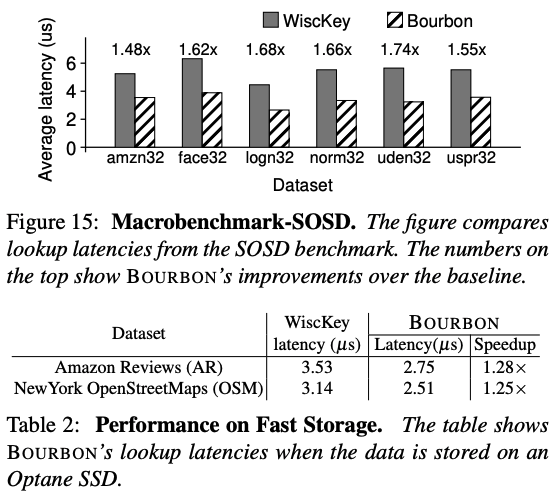 WiscKey Bourbon
1.48x 1.62x 1.68x 1.66x 1.74x 1.55x
Average latency (us)
6
4
2
0
amzn32 face32 logn32 norm32 uden32 uspr32
Dataset
Figure 15: Macrobenchmark-SOSD. The figure compares
lookup latencies from the SOSD benchmark. The numbers on
the top show BOURBON's improvements over the baseline.
Dataset WiscKey BOURBON
latency (μs) Latency(μs) Speedup
Amazon Reviews (AR) 3.53 2.75 1.28×
NewYork OpenStreetMaps (OSM) 3.14 2.51 1.25×
Table 2: Performance on Fast Storage. The table shows
BOURBON's lookup latencies when the data is stored on an
Optane SSD.